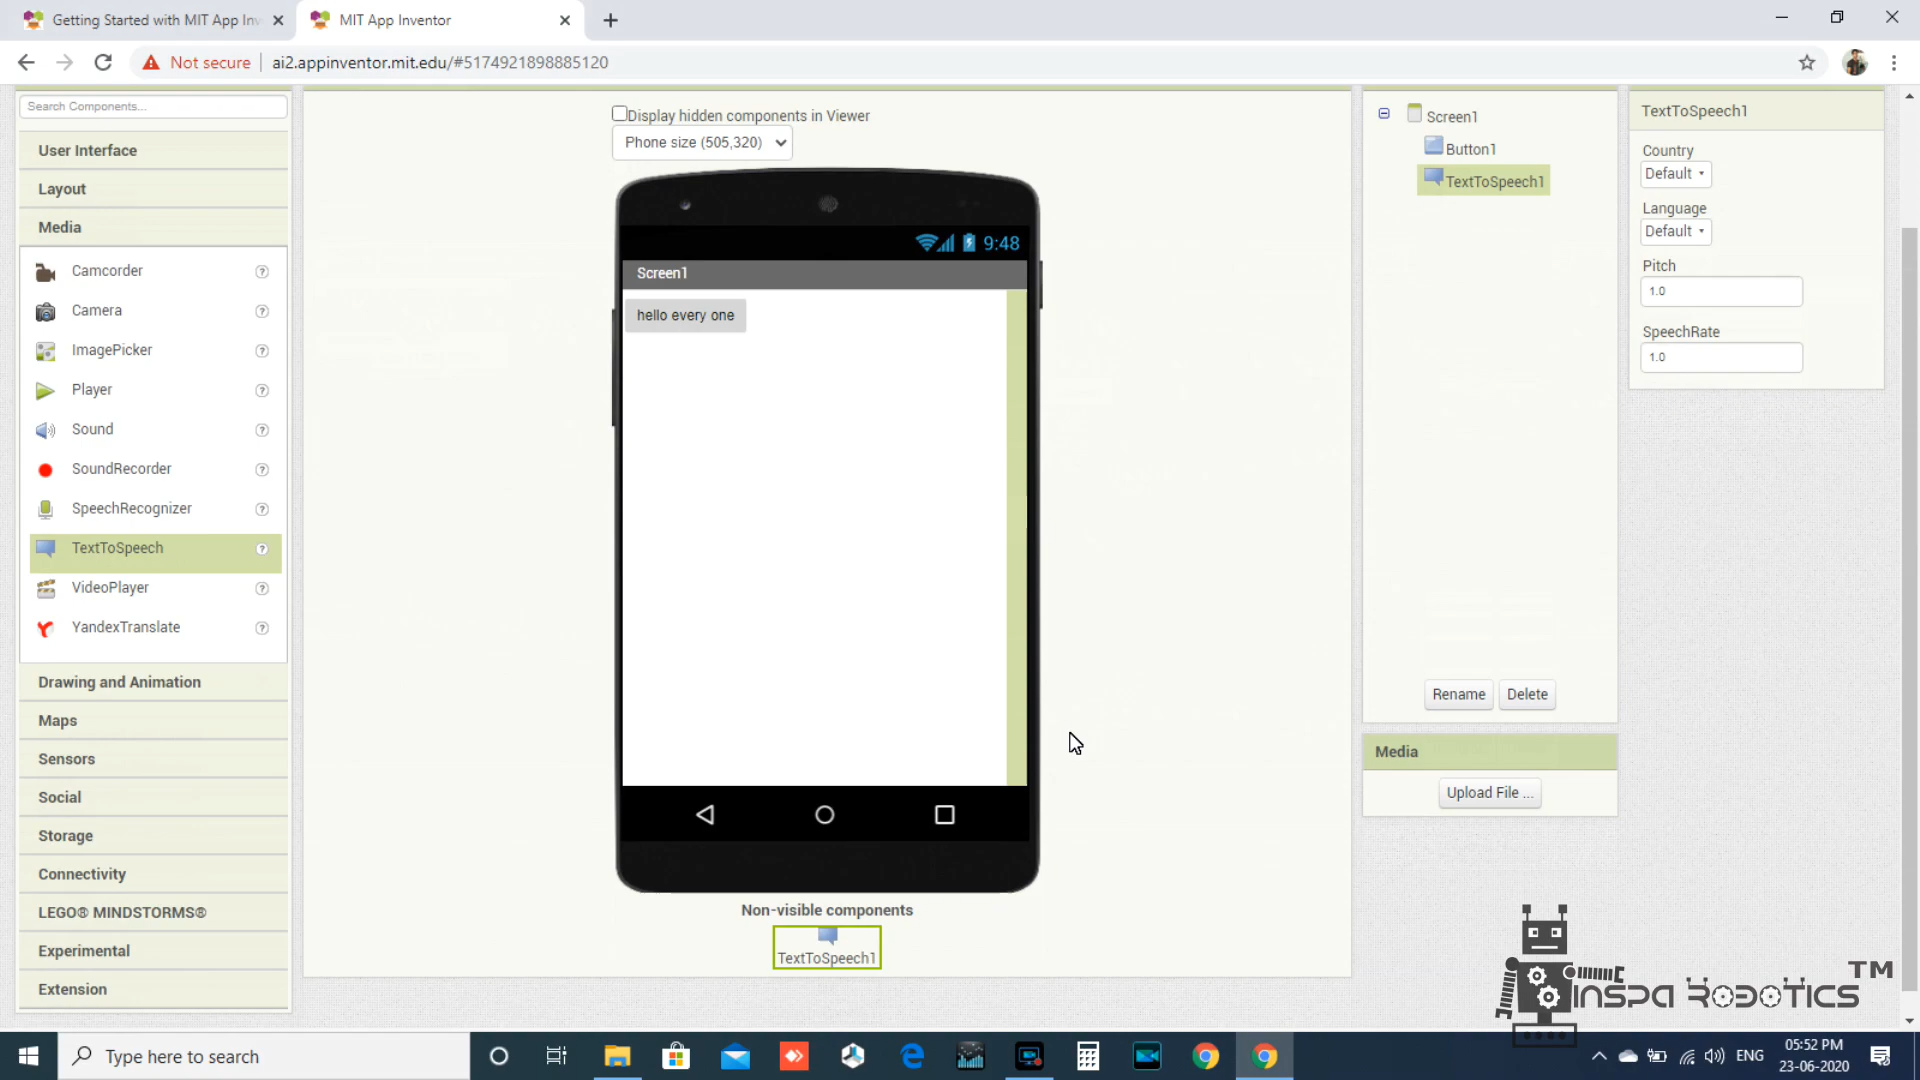 Getting Started with MIT App Inv
MIT App Inventor
Not secure
ai2.appinventor.mit.edu/#5174921898885120
Search Components...
User Interface
Layout
Media
Camcorder
Camera
ImagePicker
Player
Sound
SoundRecorder
SpeechRecognizer
TextToSpeech
VideoPlayer
YandexTranslate
Drawing and Animation
Maps
Sensors
Social
Storage
Connectivity
LEGO® MINDSTORMS®
Experimental
Extension
Display hidden components in Viewer
Phone size (505,320)
9:48
Screen1
hello every one
Non-visible components
TextToSpeech1
Screen1
Button1
TextToSpeech1
Rename Delete
Media
Upload File ...
TextToSpeech1
Country
Default
Language
Default
Pitch
1.0
SpeechRate
1.0
INSPA ROBOTICS TM
Type here to search
ENG
05:52 PM
23-06-2020